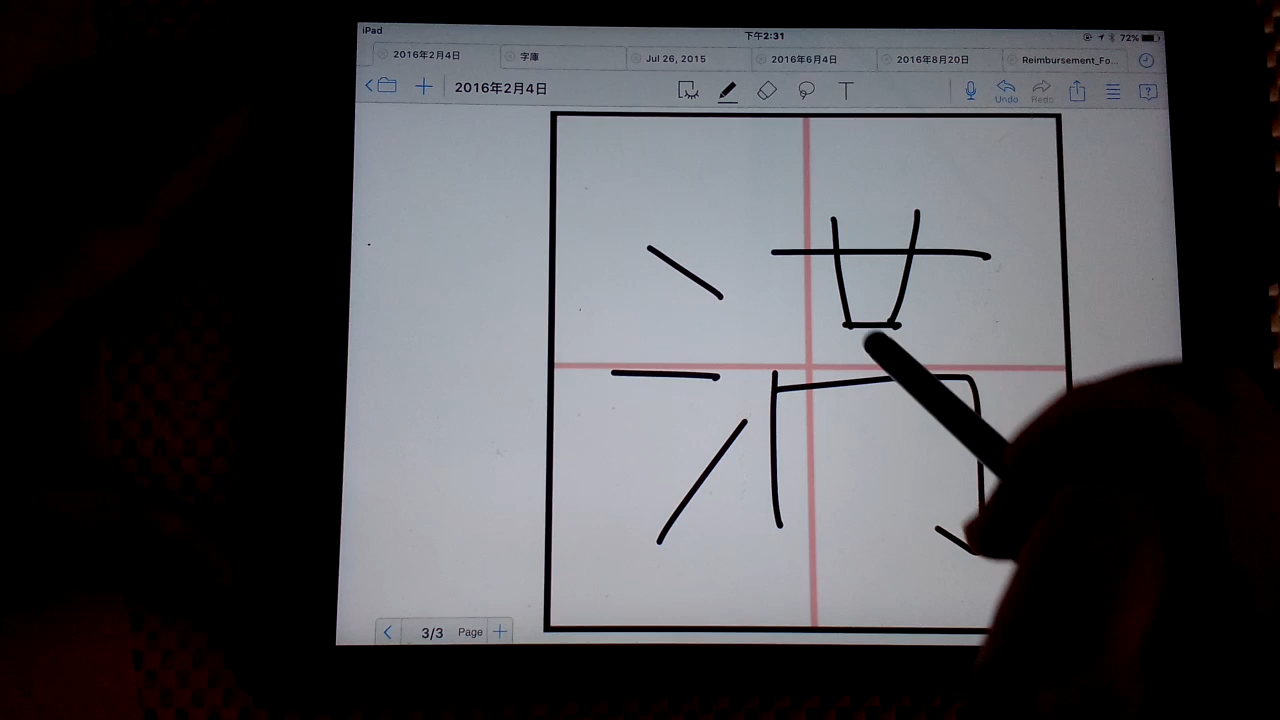 iPad
下午2:31
72%
2016年2月4日
字庫
Jul 26, 2015
2016年6月4日
2016年8月20日
Reimbursement_Fo...
2016年2月4日
T
Undo
Redo
?
3/3 Page